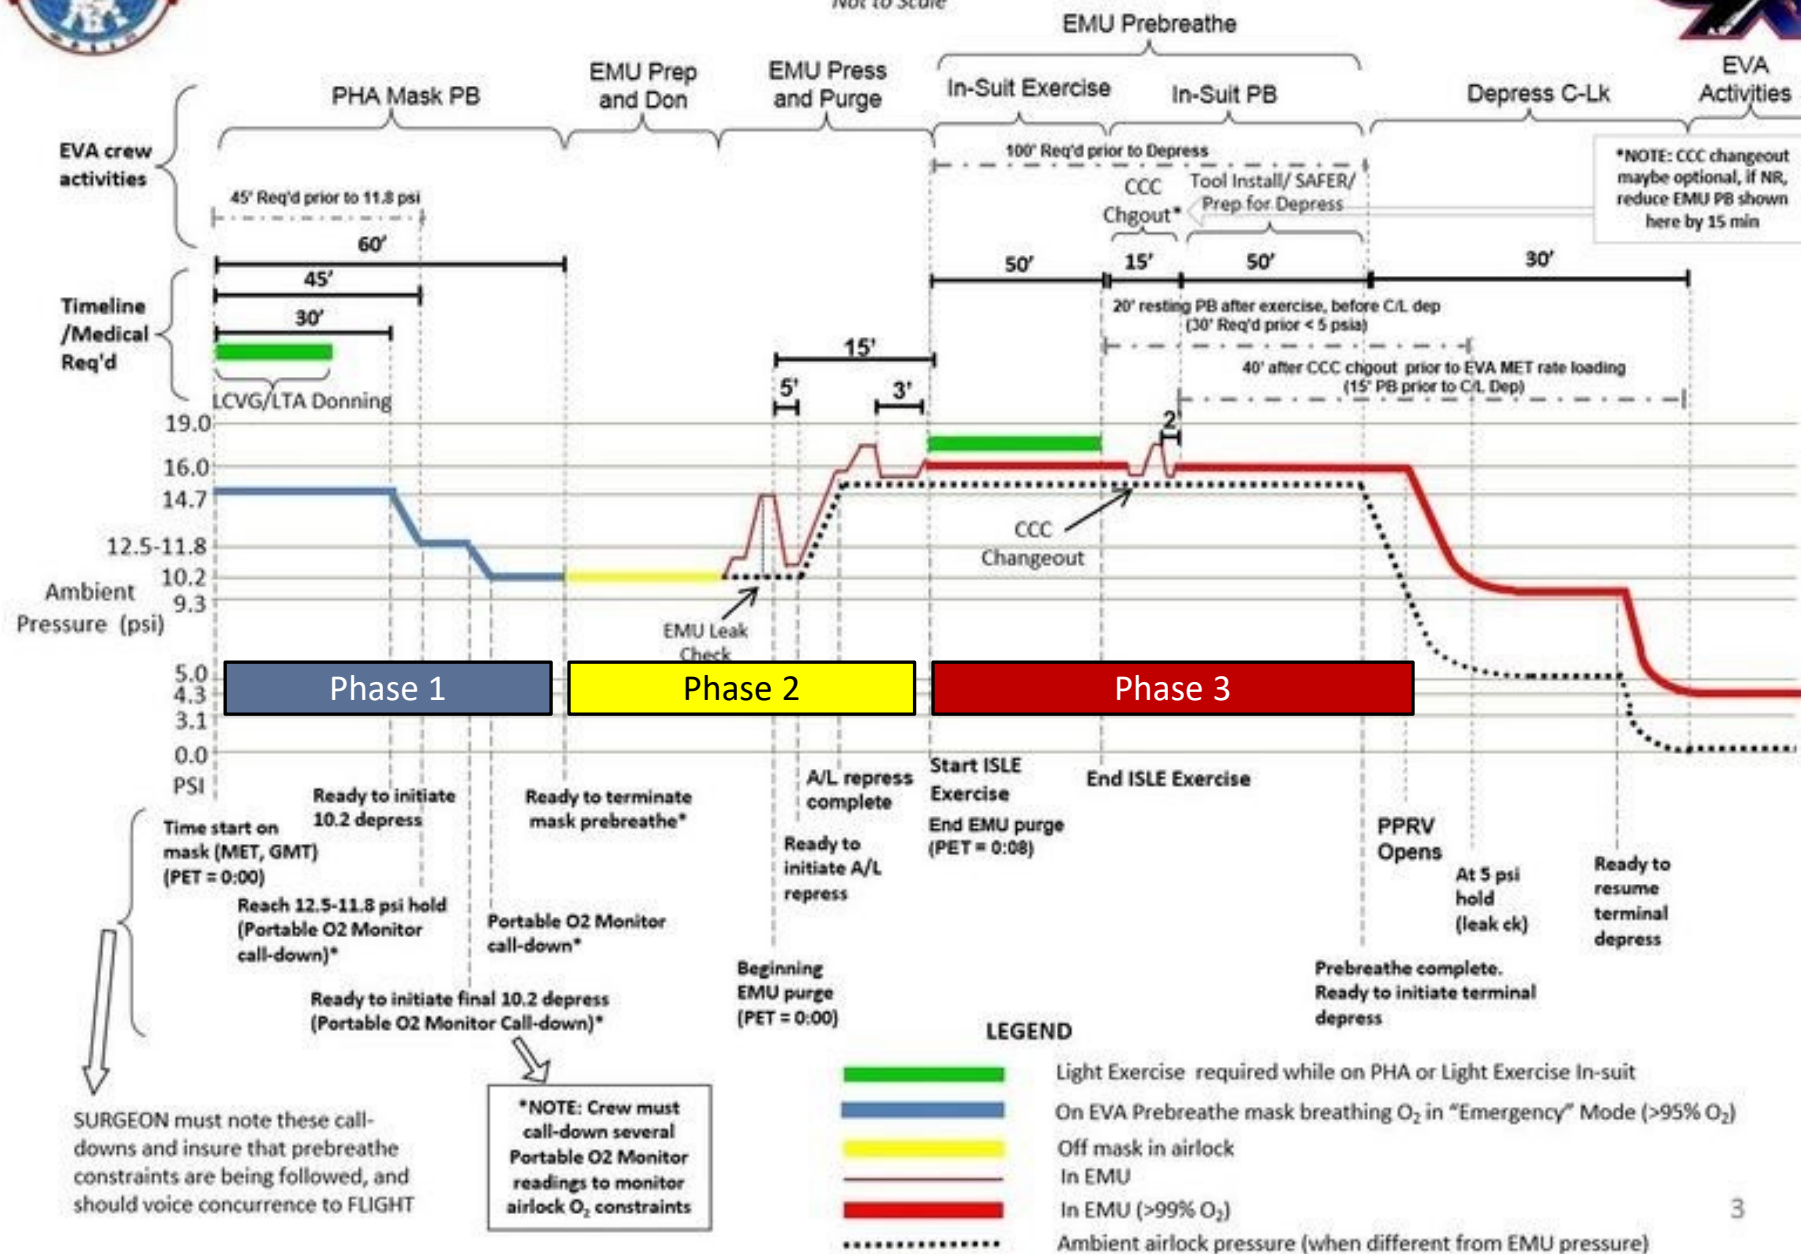 Not to Scale
EMU Prebreathe
PHA Mask PB
EMU Prep
and Don
EMU Press
and Purge
In-Suit Exercise
In-Suit PB
Depress C-Lk
EVA
Activities
EVA crew
activities
100' Req'd prior to Depress
*NOTE: CCC changeout
maybe optional, if NR,
reduce EMU PB shown
here by 15 min
45' Req'd prior to 11.8 psi
CCC
Chgout*
Tool Install/ SAFER/
Prep for Depress
60'
50'
15'
50'
30'
Timeline
/Medical
Req'd
45'
30'
20' resting PB after exercise, before C/L dep
(30' Req'd prior < 5 psia)
15'
40' after CCC chgout prior to EVA MET rate loading
(15' PB prior to C/L Dep)
5'
3'
2'
LCVG/LTA Donning
19.0
16.0
14.7
12.5-11.8
10.2
9.3
5.0
4.3
3.1
0.0
PSI
Ambient
Pressure (psi)
CCC
Changeout
EMU Leak
Check
Phase 1
Phase 2
Phase 3
Time start on
mask (MET, GMT)
(PET = 0:00)
Ready to initiate
10.2 depress
Ready to terminate
mask prebreathe*
A/L repress
complete
Start ISLE
Exercise
End EMU purge
(PET = 0:08)
End ISLE Exercise
Ready to
initiate A/L
repress
PPRV
Opens
At 5 psi
hold
(leak ck)
Ready to
resume
terminal
depress
Reach 12.5-11.8 psi hold
(Portable O2 Monitor
call-down)*
Portable O2 Monitor
call-down*
Beginning
EMU purge
(PET = 0:00)
Prebreathe complete.
Ready to initiate terminal
depress
Ready to initiate final 10.2 depress
(Portable O2 Monitor Call-down)*
SURGEON must note these call-
downs and insure that prebreathe
constraints are being followed, and
should voice concurrence to FLIGHT
*NOTE: Crew must
call-down several
Portable O2 Monitor
readings to monitor
airlock O₂ constraints
LEGEND
Light Exercise required while on PHA or Light Exercise In-suit
On EVA Prebreathe mask breathing O₂ in "Emergency" Mode (>95% O₂)
Off mask in airlock
In EMU
In EMU (>99% O₂)
Ambient airlock pressure (when different from EMU pressure)
3